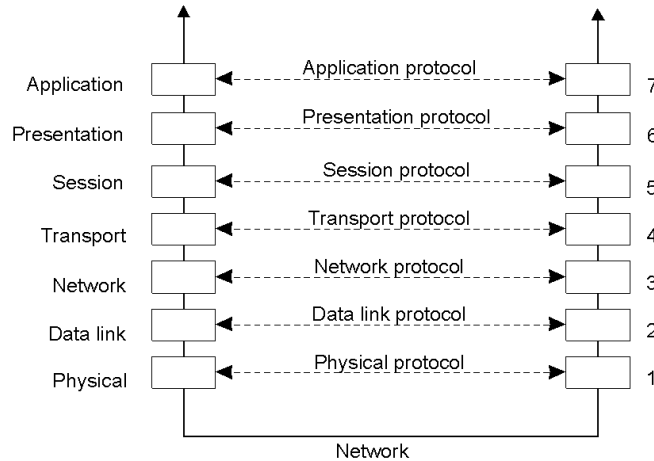 Application Application protocol 7
Presentation Presentation protocol 6
Session Session protocol 5
Transport Transport protocol 4
Network Network protocol 3
Data link Data link protocol 2
Physical Physical protocol 1
Network